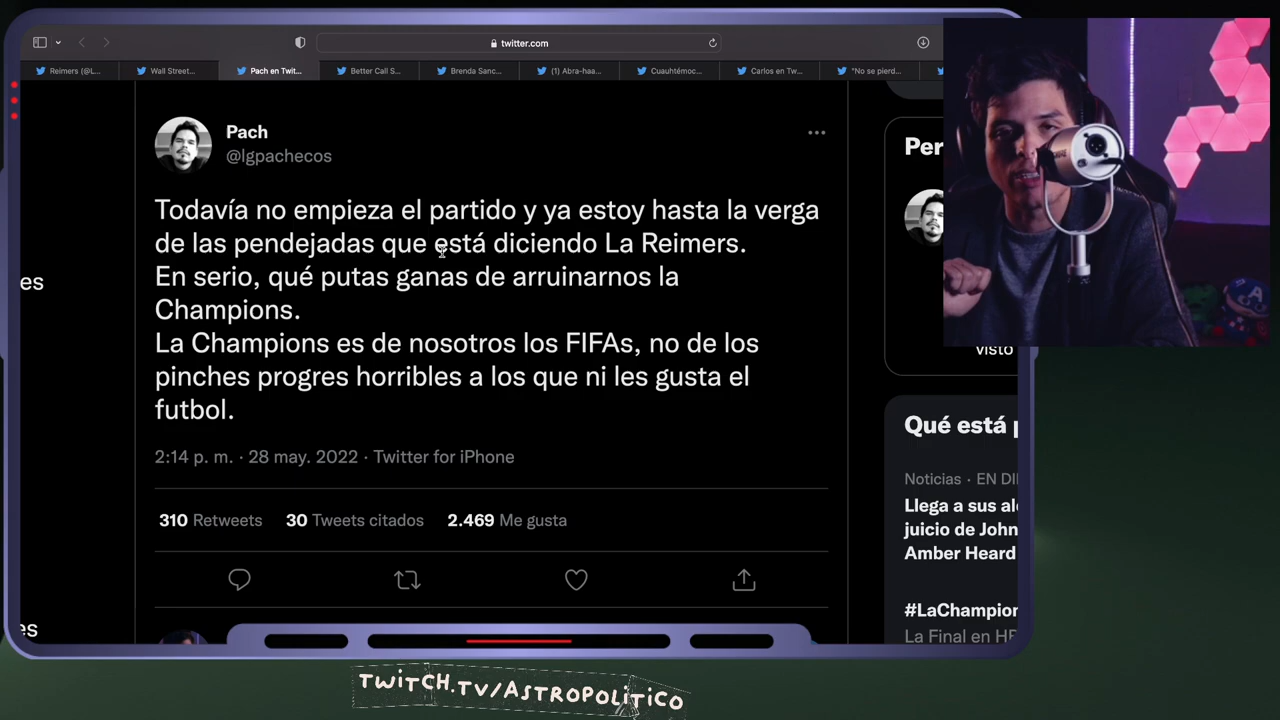 twitter.com
Reimers (@L...
Wall Street...
Pach en Twit...
Better Call S...
Brenda Sanc...
(1) Abra-haa...
Cuauhtémoc...
Carlos en Tw...
"No se pierd...
Pach
@lgpachecos
Todavía no empieza el partido y ya estoy hasta la verga
de las pendejadas que está diciendo La Reimers.
En serio, qué putas ganas de arruinarnos la
Champions.
La Champions es de nosotros los FIFAs, no de los
pinches progres horribles a los que ni les gusta el
futbol.
2:14 p. m. · 28 may. 2022 · Twitter for iPhone
310 Retweets 30 Tweets citados 2.469 Me gusta
es
es
Per
visto
Qué está p
Noticias · EN DI
Llega a sus al
juicio de John
Amber Heard
#LaChampion
La Final en HB
TWiTCH.TV/ASTROPOLiTiCO